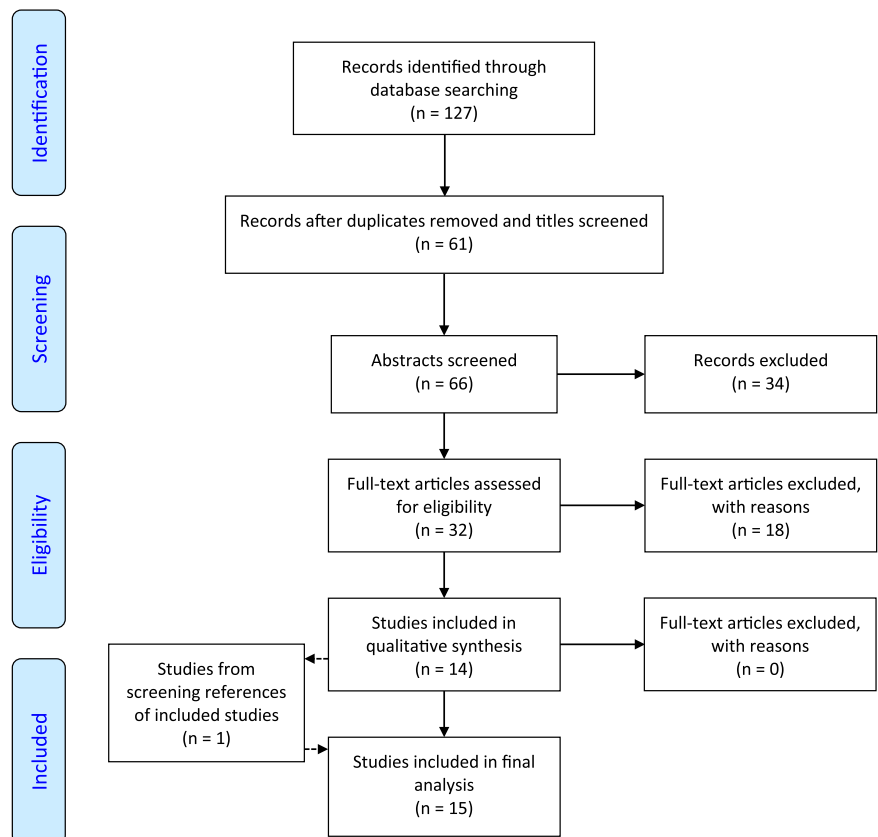 Identification
Records identified through
database searching
(n = 127)
Records after duplicates removed and titles screened
(n = 61)
Screening
Abstracts screened
(n = 66)
Records excluded
(n = 34)
Eligibility
Full-text articles assessed
for eligibility
(n = 32)
Full-text articles excluded,
with reasons
(n = 18)
Studies included in
qualitative synthesis
(n = 14)
Full-text articles excluded,
with reasons
(n = 0)
Included
Studies from
screening references
of included studies
(n = 1)
Studies included in final
analysis
(n = 15)